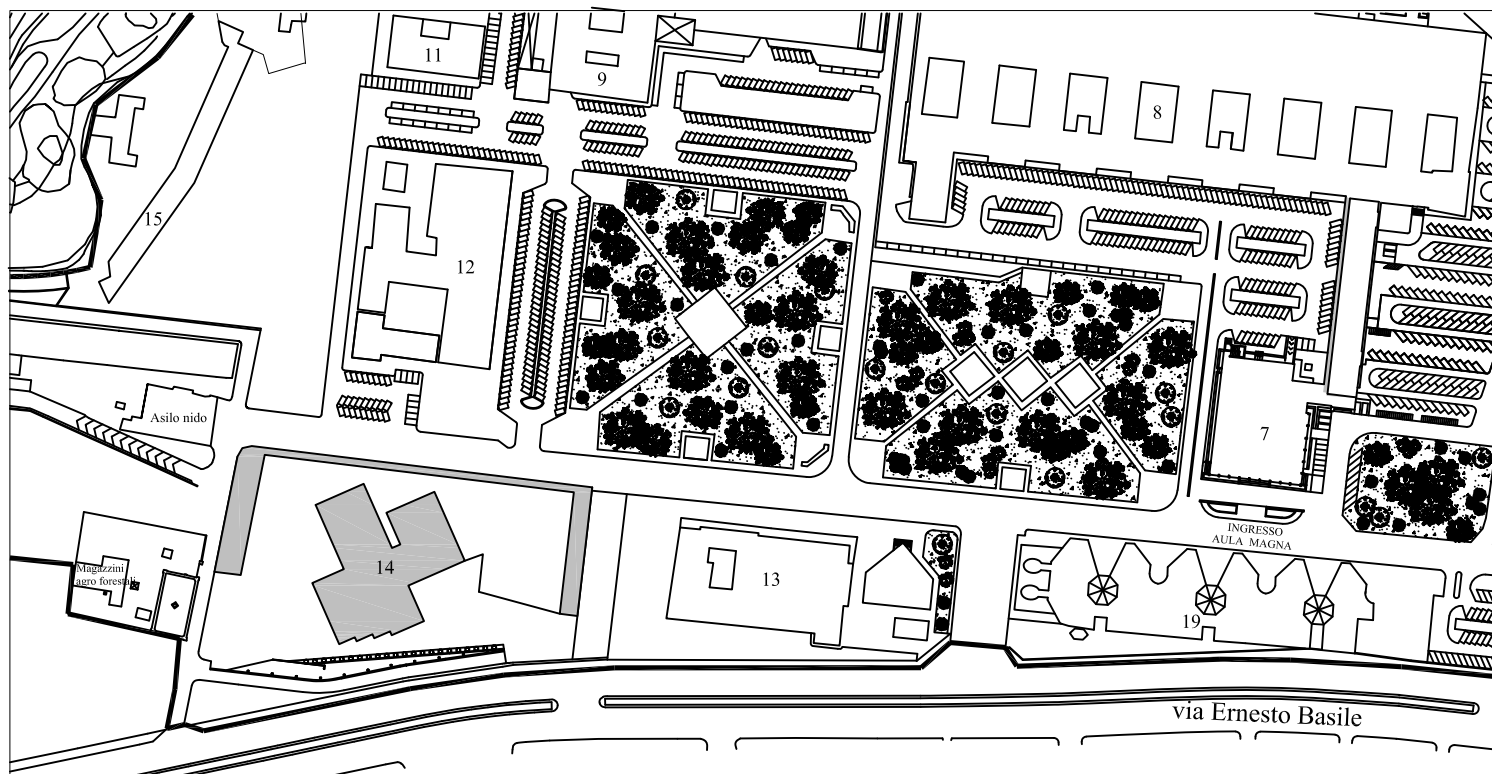 11
9
8
15
12
Asilo nido
7
INGRESSO
AULA MAGNA
14
Magazzini
agro forestali
13
19
via Ernesto Basile